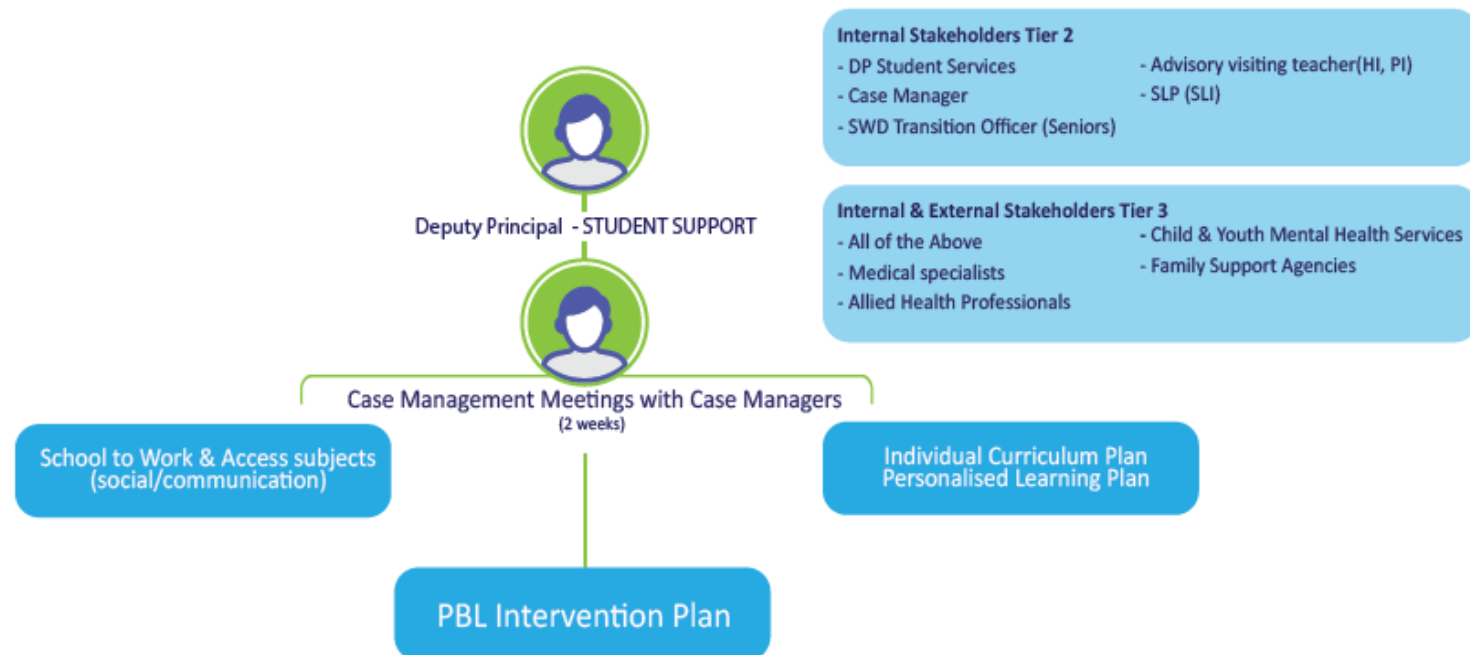 Internal Stakeholders Tier 2
- DP Student Services
- Case Manager
- SWD Transition Officer (Seniors)
- Advisory visiting teacher(HI, PI)
- SLP (SLI)
Deputy Principal - STUDENT SUPPORT
Internal & External Stakeholders Tier 3
- All of the Above
- Medical specialists
- Allied Health Professionals
- Child & Youth Mental Health Services
- Family Support Agencies
Case Management Meetings with Case Managers
(2 weeks)
School to Work & Access subjects
(social/communication)
Individual Curriculum Plan
Personalised Learning Plan
PBL Intervention Plan